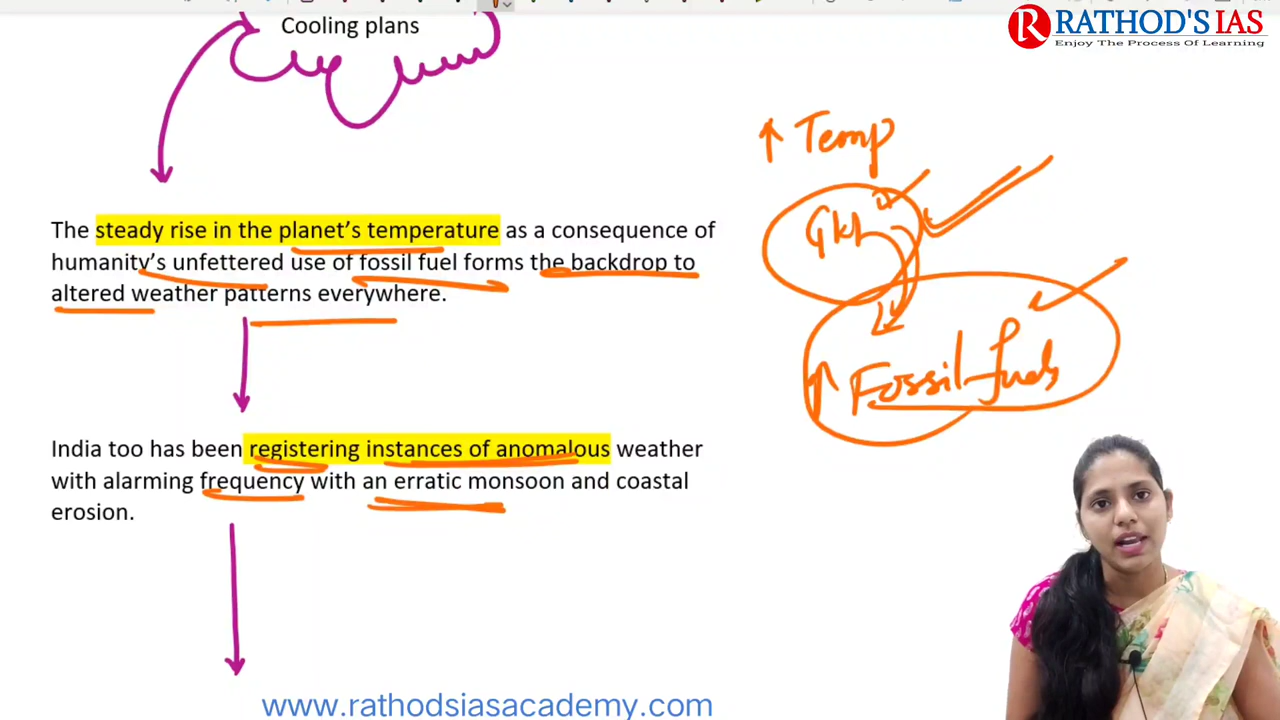 Cooling plans
RATHOD'S IAS
R
Enjoy The Process Of Learning
↑ Temp
The steady rise in the planet's temperature as a consequence of
humanity's unfettered use of fossil fuel forms the backdrop to
altered weather patterns everywhere.
↑ Fossil fuels
India too has been registering instances of anomalous weather
with alarming frequency with an erratic monsoon and coastal
erosion.
www.rathodsiasacademy.com